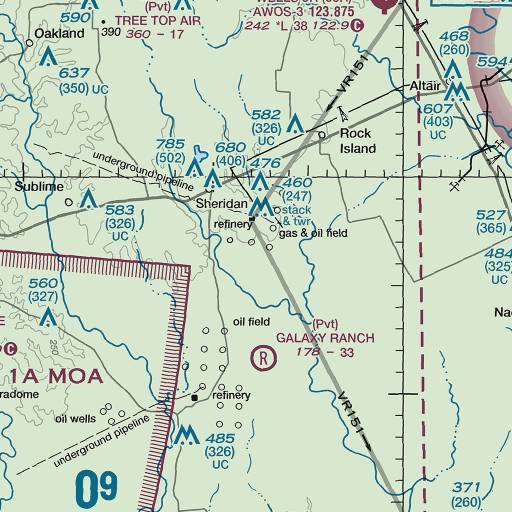 590
(Pvt)
TREE TOP AIR
360 - 17
390
Oakland
637
(350) UC
AWOS-3 123.875
242 *L 38 122.9 C
VR151
468
(260)
594
Altair
607
(403)
UC
582
(326)
UC
Rock
Island
785
(502)
680
(406)
476
underground pipeline
Sublime
583
(326)
UC
Sheridan
460
(247)
stack
& twr
refinery
gas & oil field
527
(365)
484
(325)
UC
560
(327)
250
Na
oil field
(Pvt)
GALAXY RANCH
178 - 33
R
E
C
1A MOA
radome
refinery
oil wells
underground pipeline
VR151
485
(326)
UC
09
371
(260)